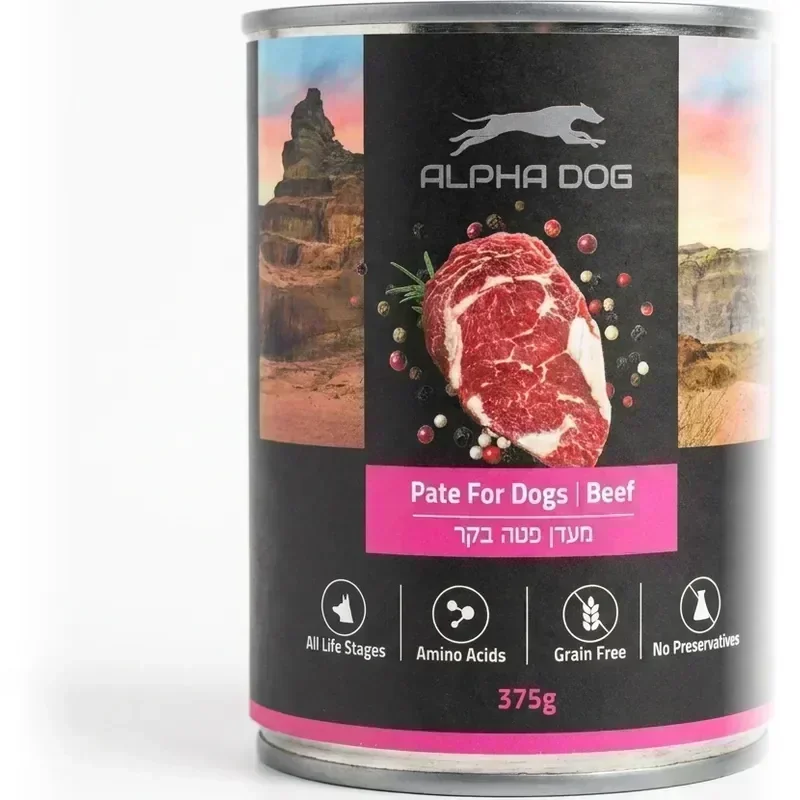 ALPHA DOG
Pate For Dogs | Beef
מעדן פטה בקר
All Life Stages
Amino Acids
Grain Free
No Preservatives
375g